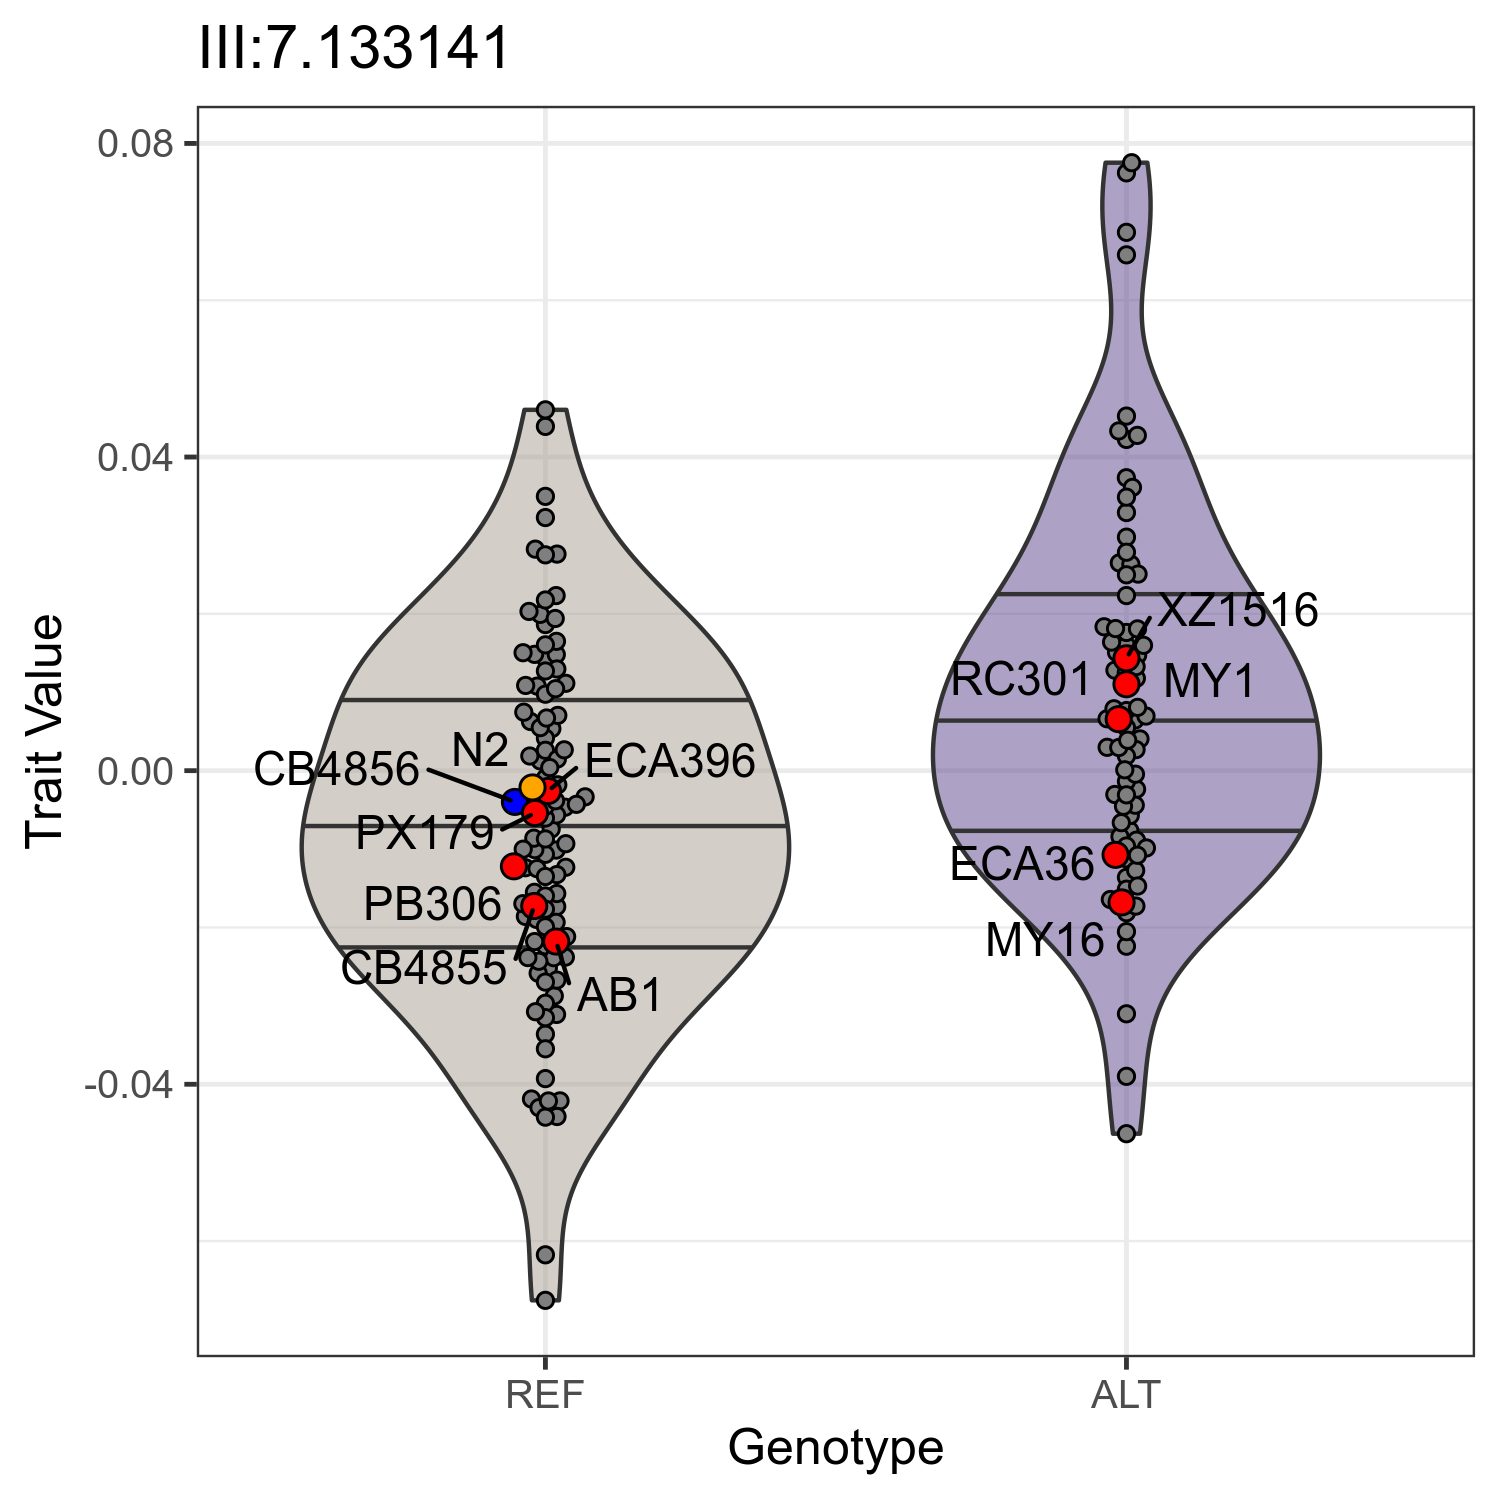 III:7.133141
0.08
0.04
0.00
-0.04
Trait Value
XZ1516
RC301
MY1
N2
ECA396
CB4856
PX179
ECA36
PB306
MY16
CB4855
AB1
REF
ALT
Genotype